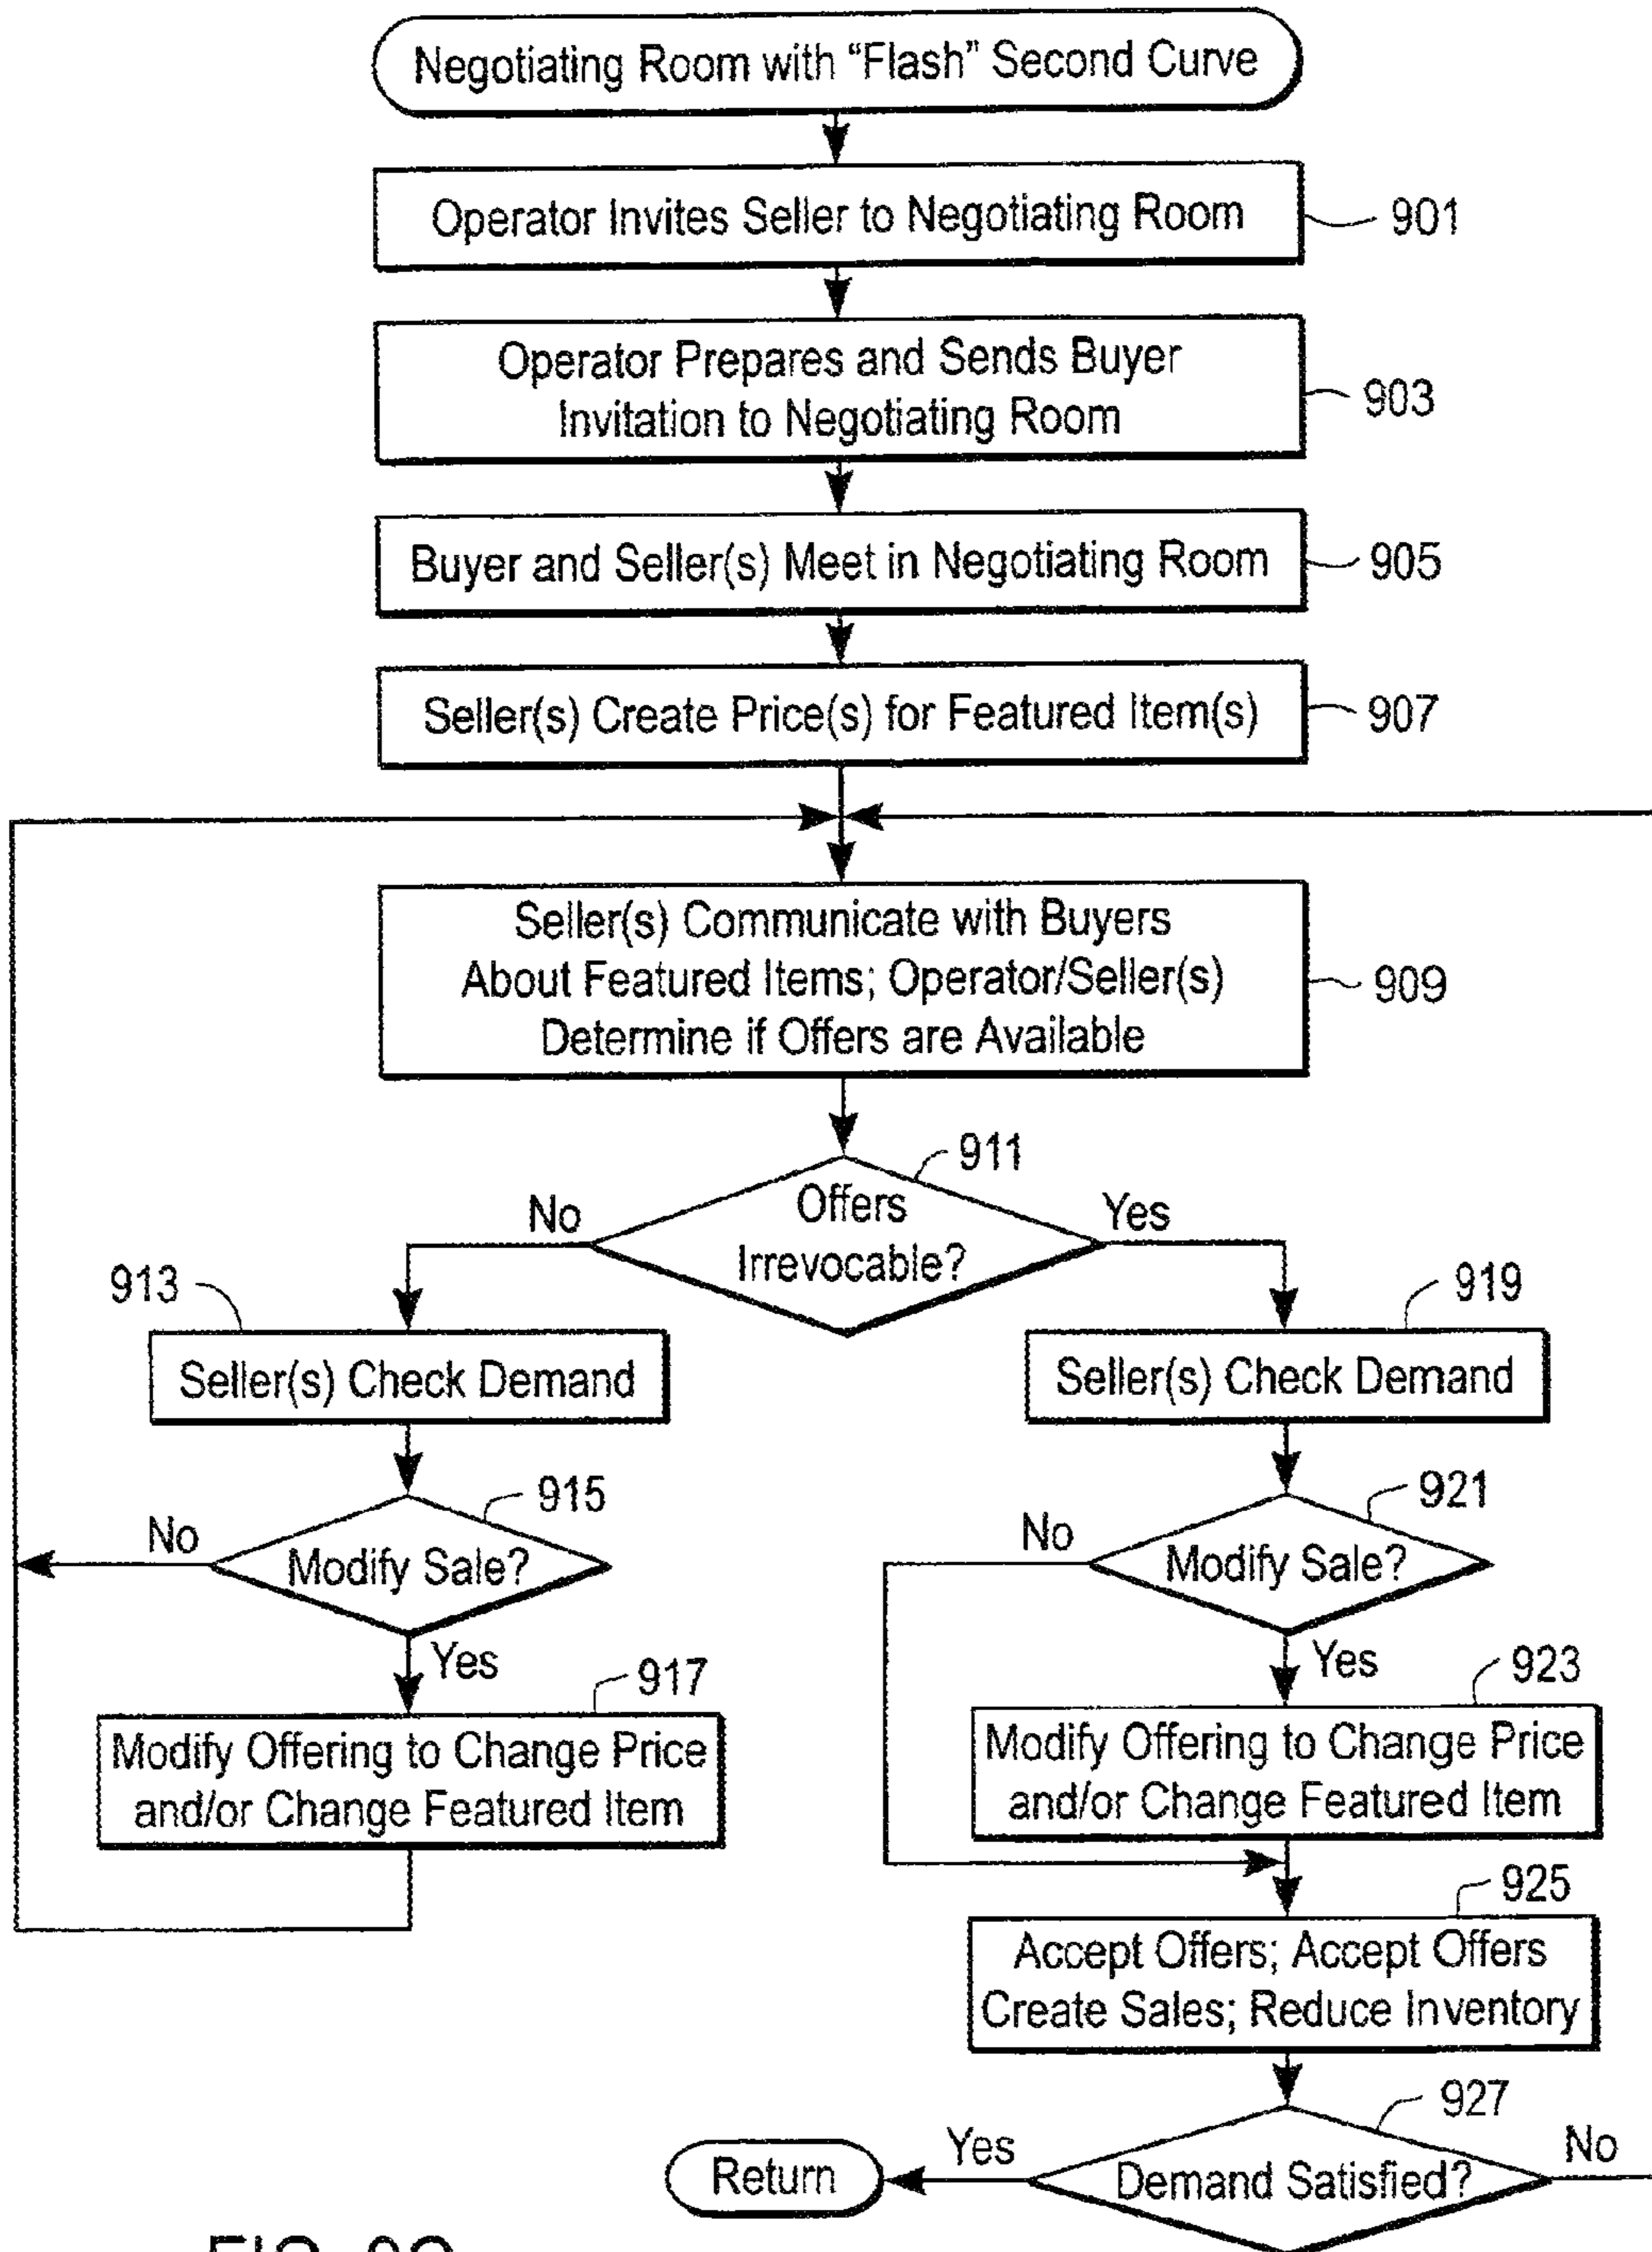 Negotiating Room with “Flash” Second Curve
Operator Invites Seller to Negotiating Room
901
Operator Prepares and Sends Buyer
Invitation to Negotiating Room
903
Buyer and Seller(s) Meet in Negotiating Room
905
Seller(s) Create Price(s) for Featured Item(s)
907
Seller(s) Communicate with Buyers
About Featured Items; Operator/Seller(s)
Determine if Offers are Available
909
911
Offers
Irrevocable?
No
Yes
913
Seller(s) Check Demand
915
Modify Sale?
No
Yes
917
Modify Offering to Change Price
and/or Change Featured Item
919
Seller(s) Check Demand
921
Modify Sale?
No
Yes
923
Modify Offering to Change Price
and/or Change Featured Item
925
Accept Offers; Accept Offers
Create Sales; Reduce Inventory
927
Demand Satisfied?
Yes
No
Return